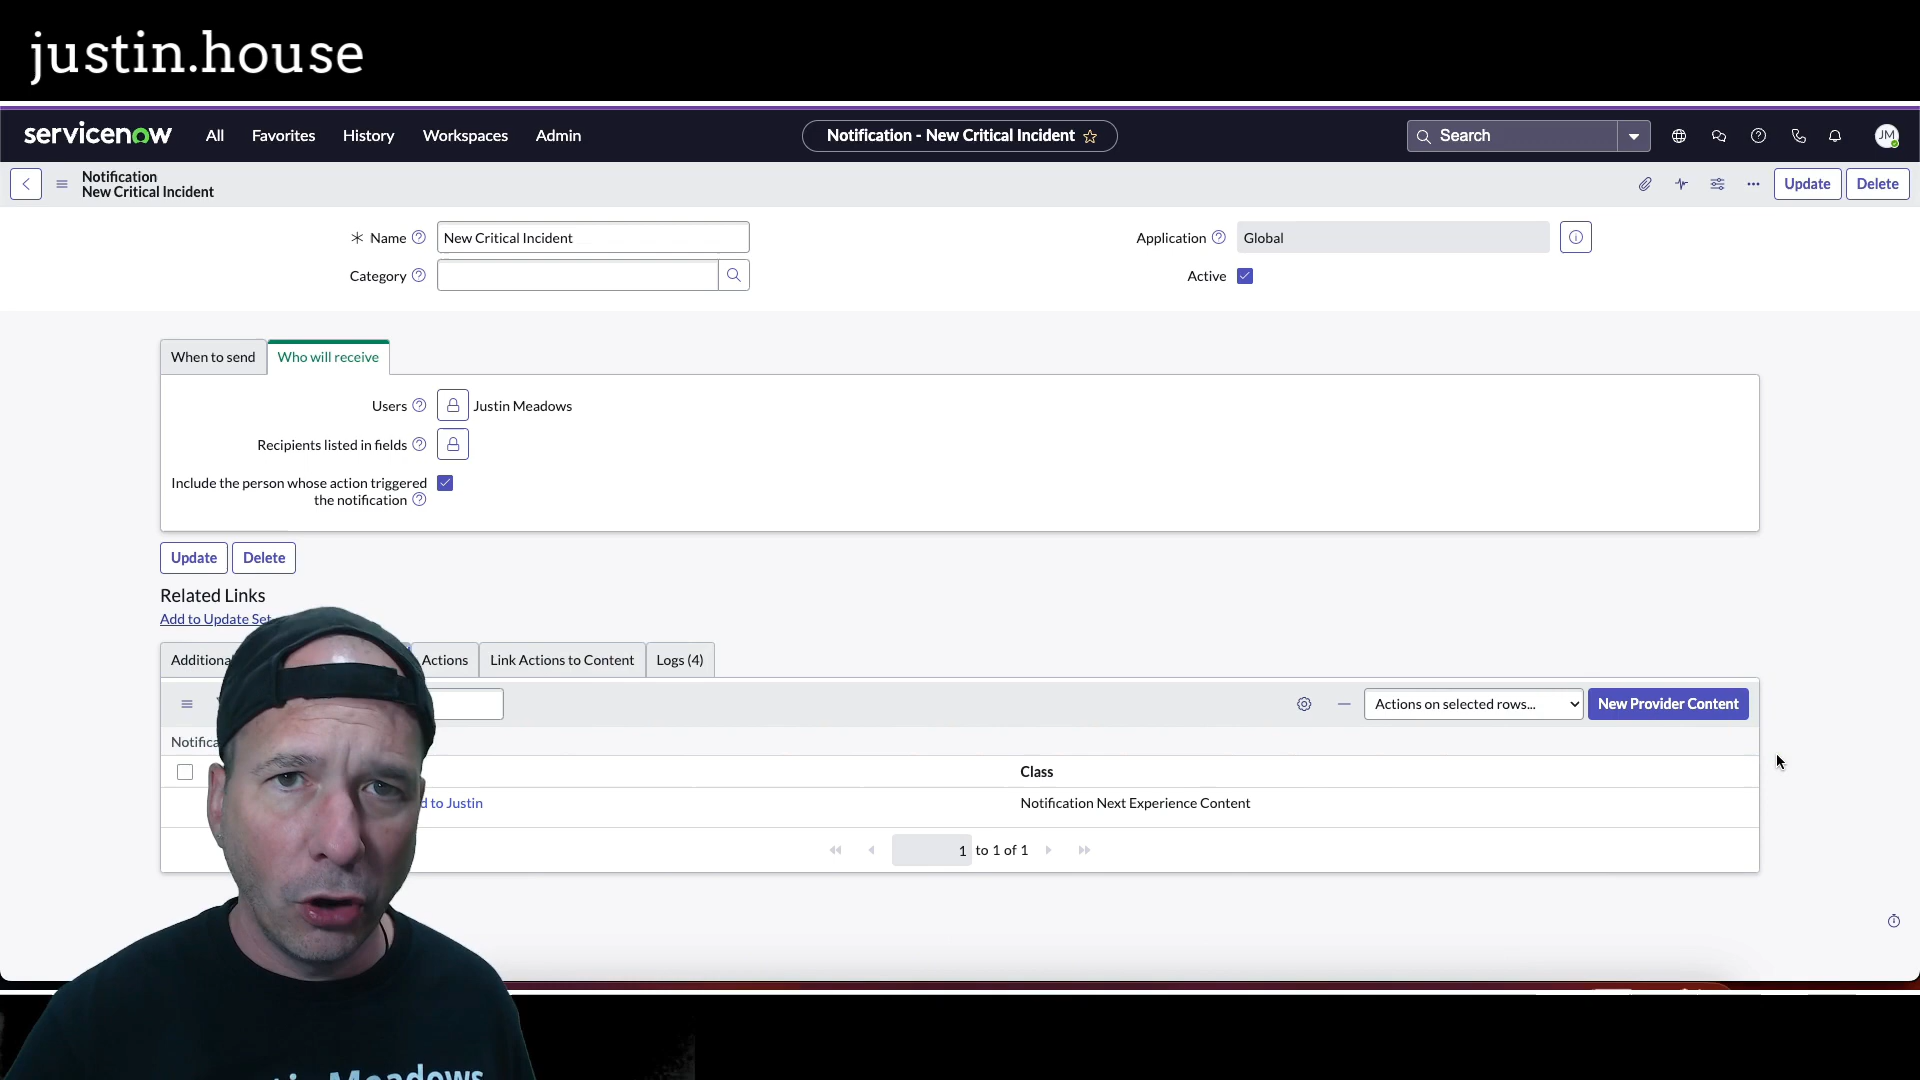 justin.house
servicenow All Favorites History Workspaces Admin Notification - New Critical Incident Search JM
Notification
New Critical Incident
Update Delete
Name New Critical Incident Application Global
Category Active
When to send Who will receive
Users Justin Meadows
Recipients listed in fields
Include the person whose action triggered
the notification
Update Delete
Related Links
Add to Update Set
Actions Link Actions to Content Logs (4)
Actions on selected rows... New Provider Content
Class
to Justin Notification Next Experience Content
1 to 1 of 1
Meadows